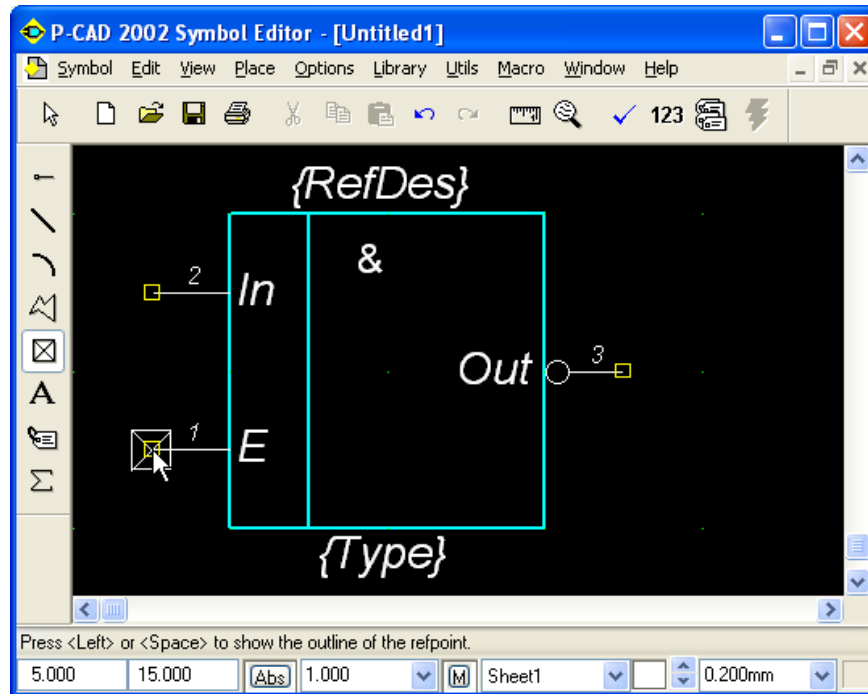 P-CAD 2002 Symbol Editor - [Untitled1]
Symbol Edit View Place Options Library Utils Macro Window Help
123
{RefDes}
&
2 In
Out 3
1 E
A
{Type}
Press <Left> or <Space> to show the outline of the refpoint.
5.000 15.000 Abs 1.000 M Sheet1 0.200mm